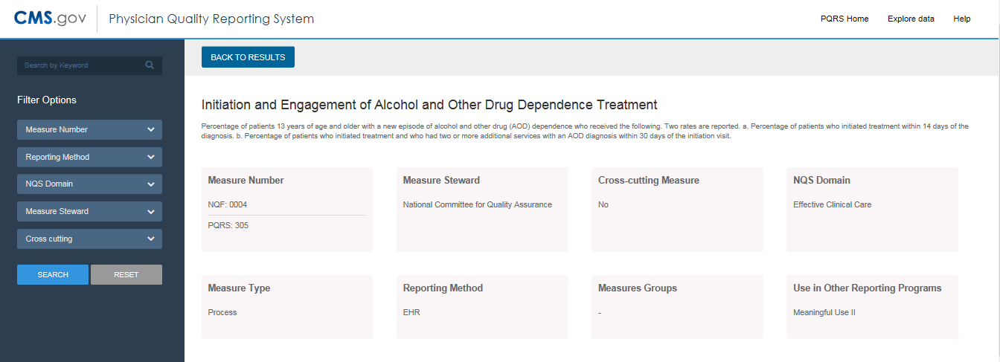 CMS.gov Physician Quality Reporting System
PQRS Home Explore data Help
Search by Keyword
Filter Options
Measure Number
Reporting Method
NQS Domain
Measure Steward
Cross cutting
SEARCH RESET
BACK TO RESULTS
Initiation and Engagement of Alcohol and Other Drug Dependence Treatment
Percentage of patients 13 years of age and older with a new episode of alcohol and other drug (AOD) dependence who received the following. Two rates are reported. a. Percentage of patients who initiated treatment within 14 days of the
diagnosis. b. Percentage of patients who initiated treatment and who had two or more additional services with an AOD diagnosis within 30 days of the initiation visit.
Measure Number
NQF: 0004
PQRS: 305
Measure Steward
National Committee for Quality Assurance
Cross-cutting Measure
No
NQS Domain
Effective Clinical Care
Measure Type
Process
Reporting Method
EHR
Measures Groups
-
Use in Other Reporting Programs
Meaningful Use II